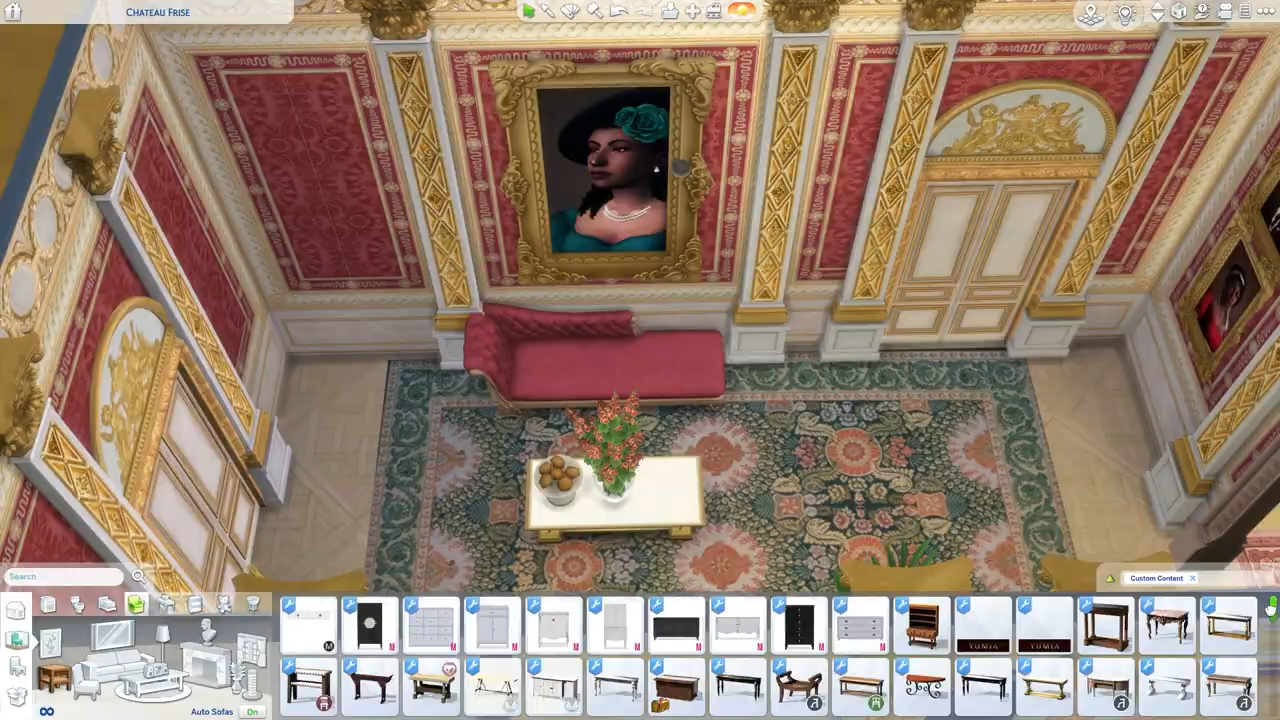 CHATEAU FRISE
Search
Custom Content
YUMIA
YUMIA
Auto Sofas On